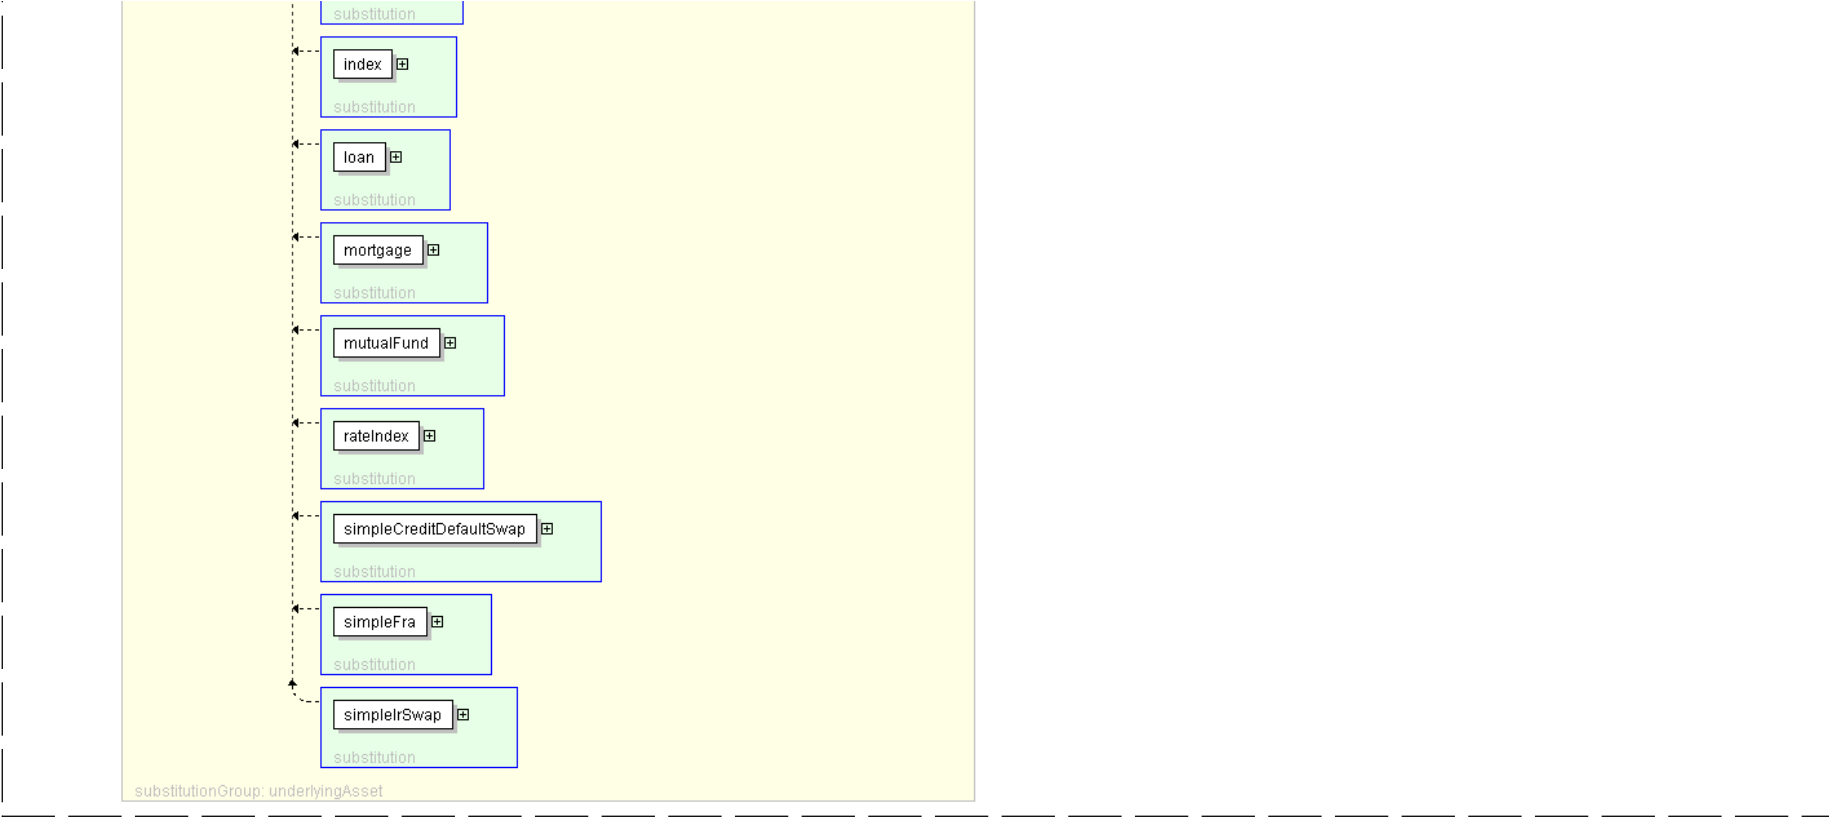 substitution
index
substitution
loan
substitution
mortgage
substitution
mutualFund
substitution
rateIndex
substitution
simpleCreditDefaultSwap
substitution
simpleFra
substitution
simpleIrSwap
substitution
substitutionGroup: underlyingAsset